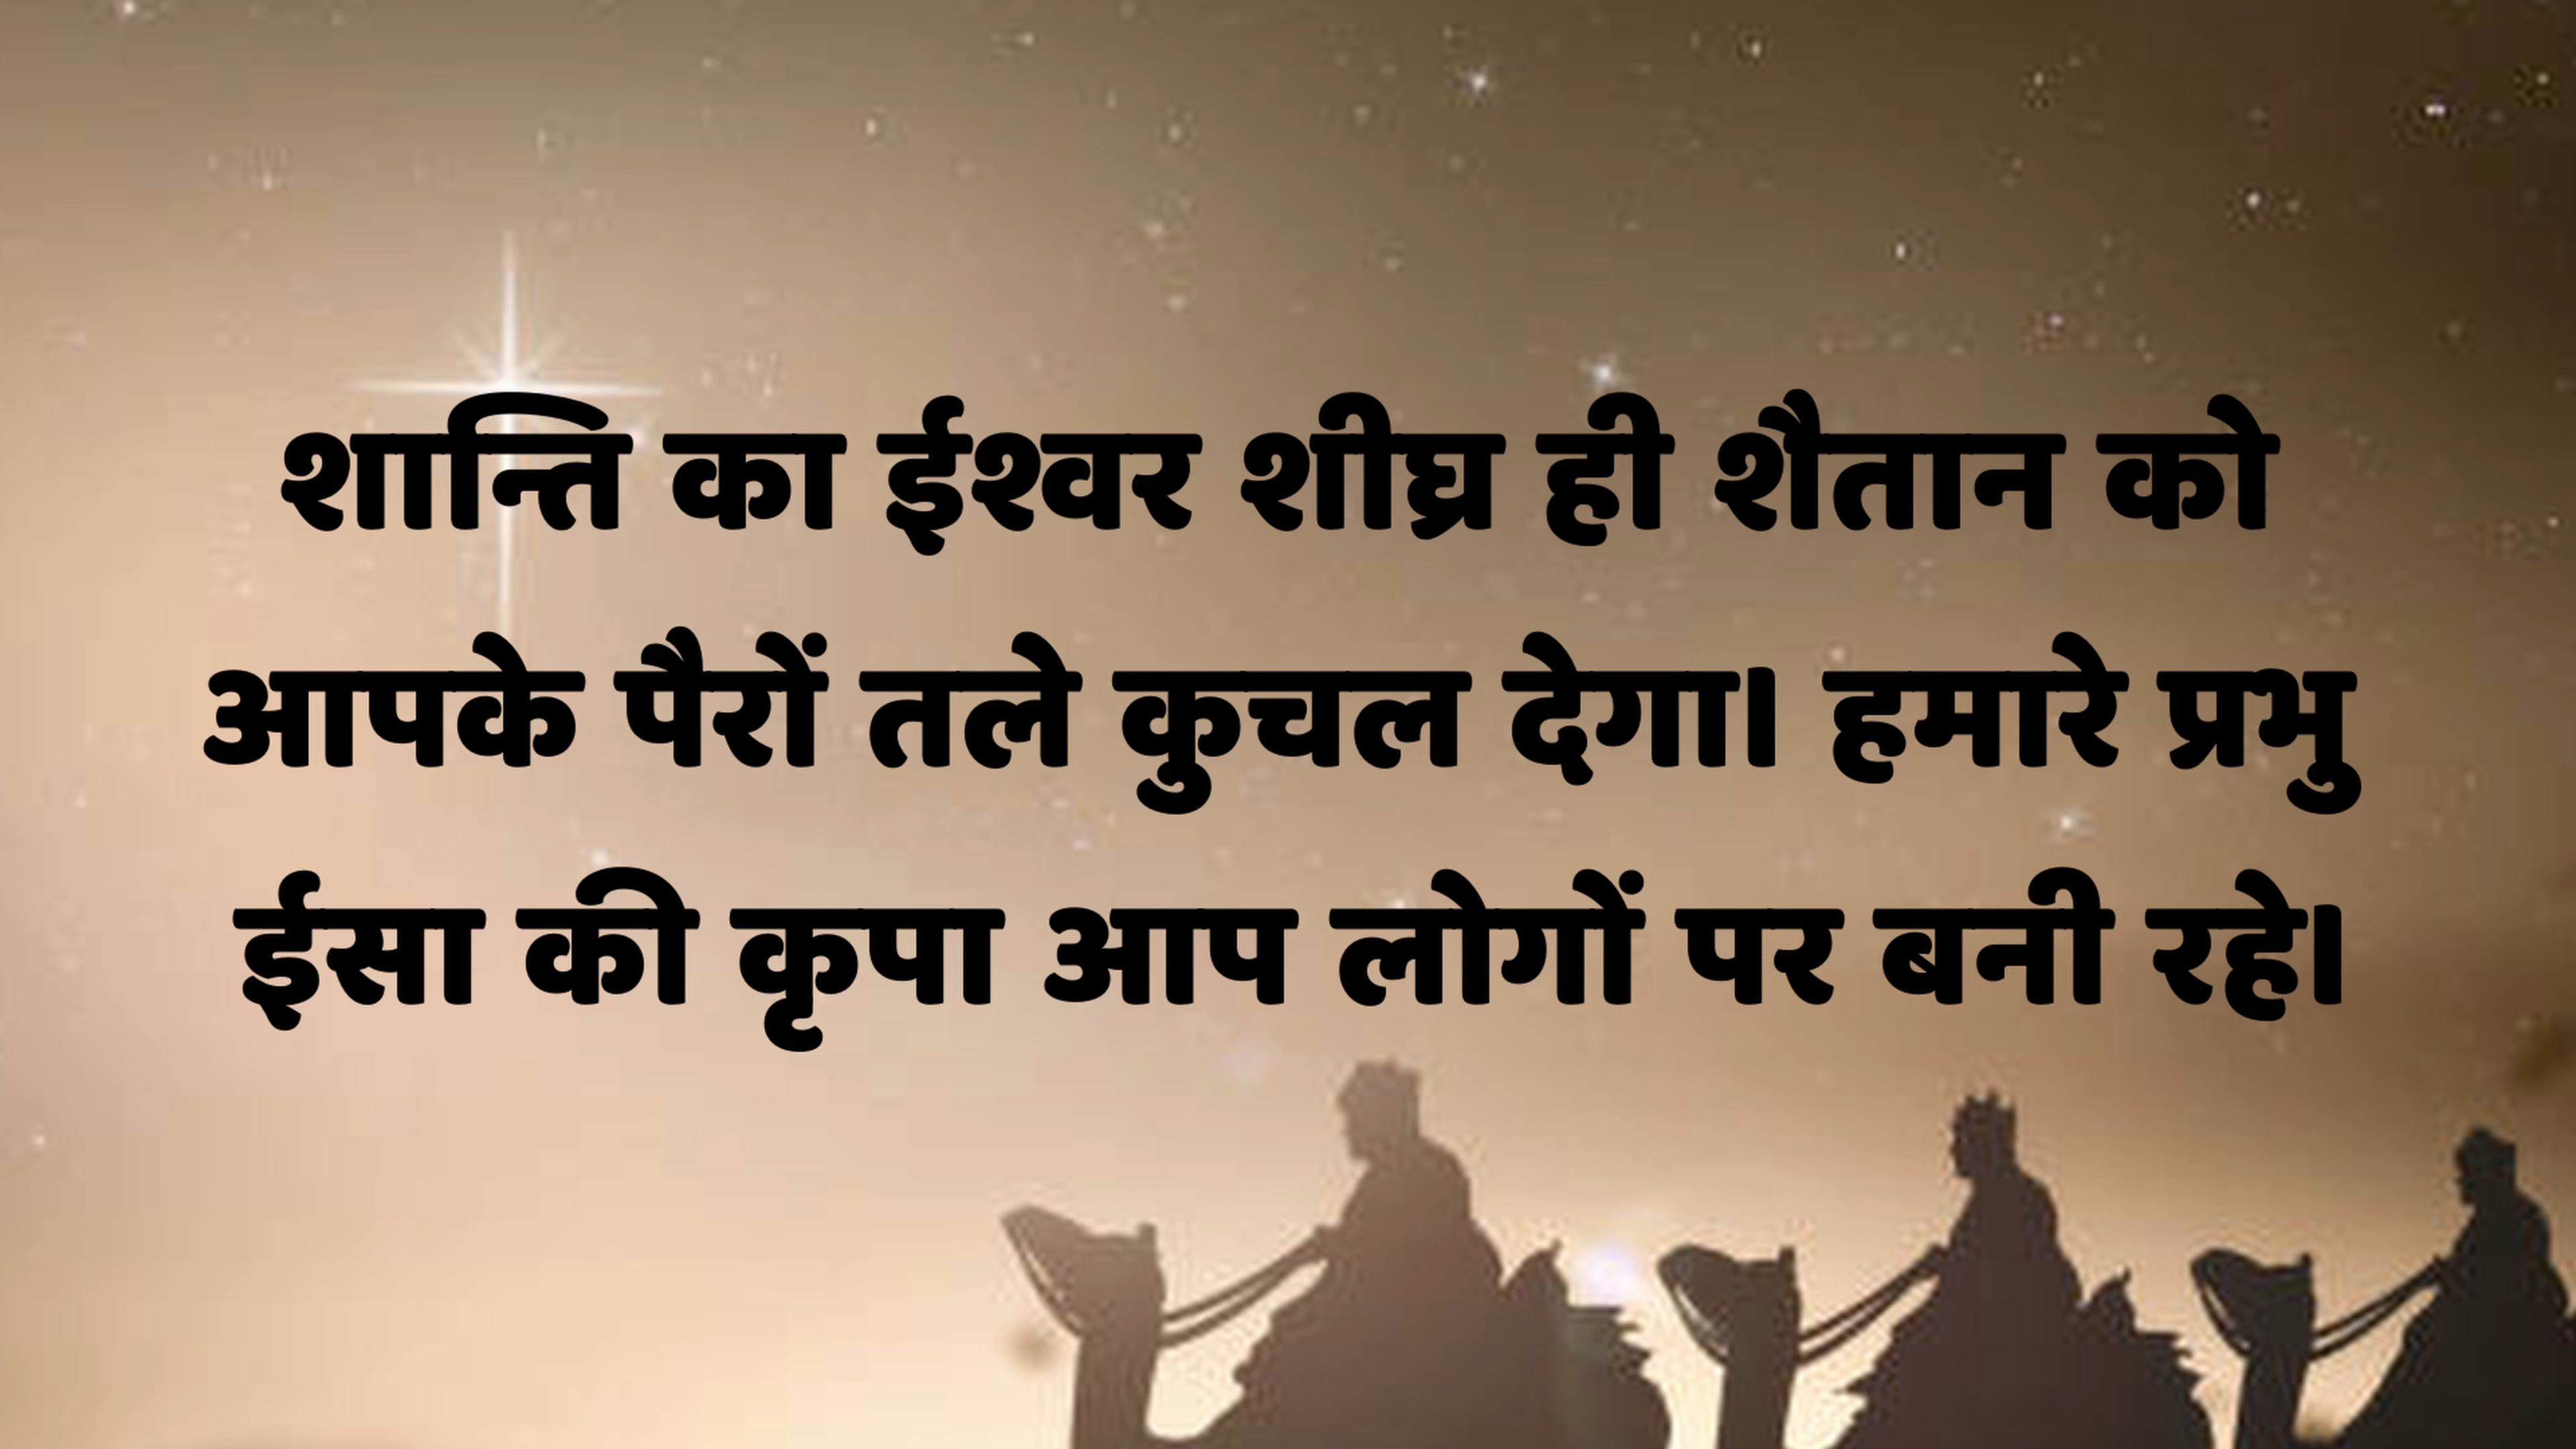 शान्ति का ईश्वर शीघ्र ही शैतान को
आपके पैरों तले कुचल देगा। हमारे प्रभु
ईसा की कृपा आप लोगों पर बनी रहे।